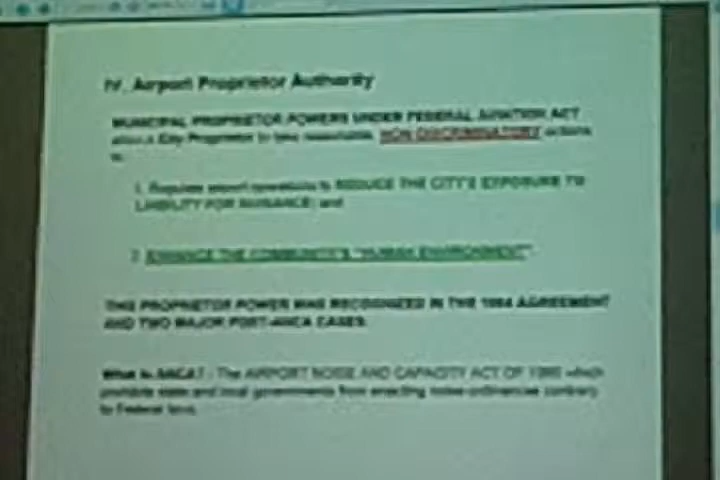 IV. Airport Proprietor Authority
MUNICIPAL PROPRIETOR POWERS UNDER FEDERAL AVIATION ACT
allow a City Proprietor to take reasonable, NON-DISCRIMINATORY actions
to:
1. Regulate airport operations to REDUCE THE CITY'S EXPOSURE TO
LIABILITY FOR NUISANCE; and
2. ENHANCE THE COMMUNITY'S "HUMAN ENVIRONMENT"
THIS PROPRIETOR POWER WAS RECOGNIZED IN THE 1984 AGREEMENT
AND TWO MAJOR POST-ANCA CASES.
What is ANCA? - The AIRPORT NOISE AND CAPACITY ACT OF 1990 which
prohibits state and local governments from enacting noise ordinances contrary
to Federal laws.